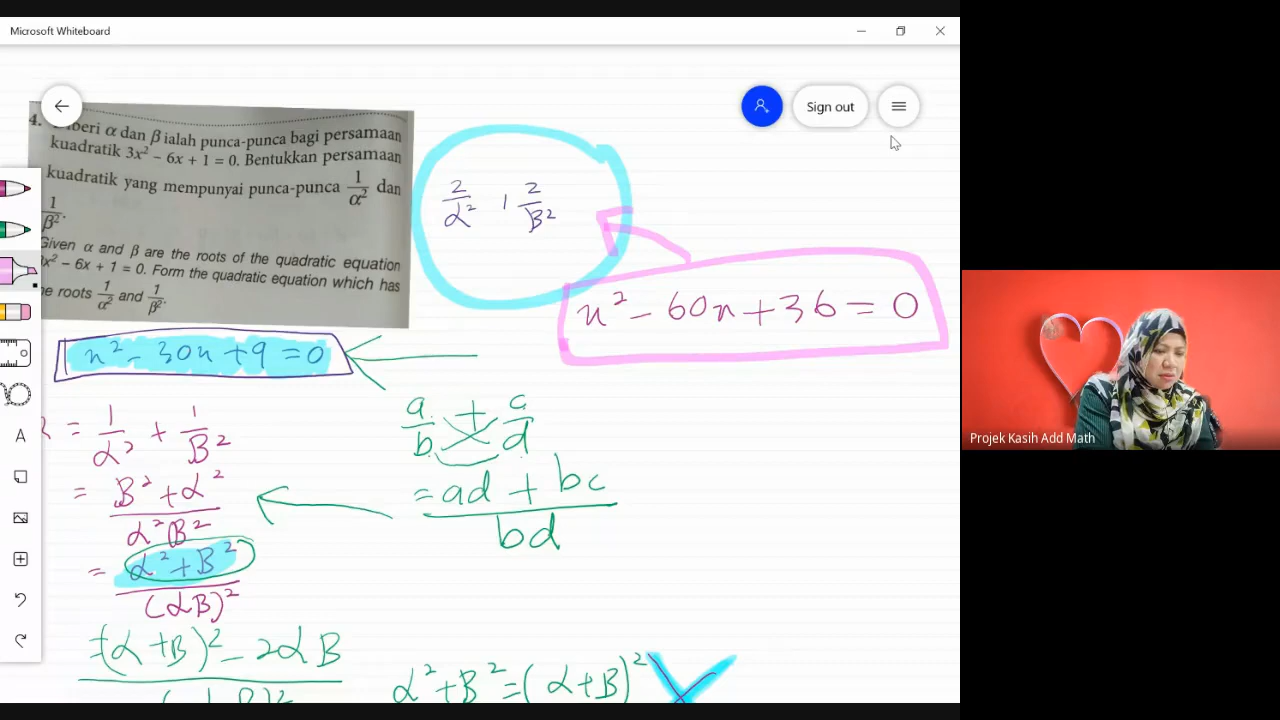 Microsoft Whiteboard
Sign out
4. Diberi α dan β ialah punca-punca bagi persamaan
kuadratik 3x² − 6x + 1 = 0. Bentukkan persamaan
kuadratik yang mempunyai punca-punca 1/α² dan
1/β².
Given α and β are the roots of the quadratic equation
3x² − 6x + 1 = 0. Form the quadratic equation which has
the roots 1/α² and 1/β².
2/α² , 2/β²
x² − 60x + 36 = 0
x² − 30x + 9 = 0
= 1/α² + 1/β²
= β² + α² / α²β²
= α² + β² / (αβ)²
= (α + β)² − 2αβ
a/b + c/d
= ad + bc / bd
α² + β² = (α + β)²
A
Projek Kasih Add Math